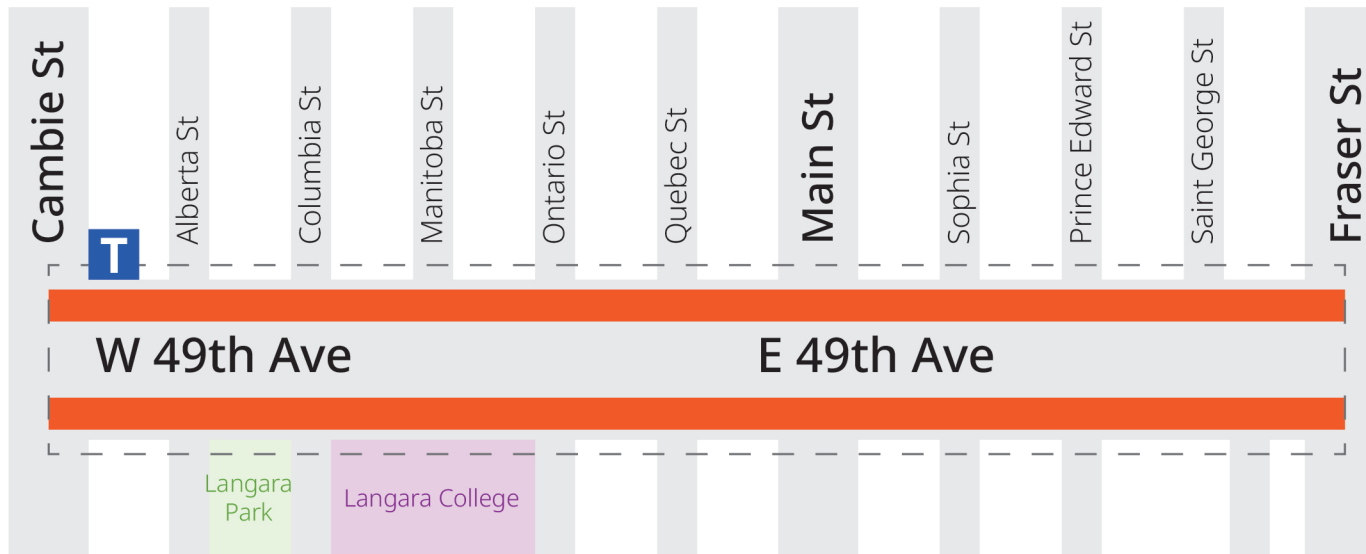 Cambie St
Alberta St
Columbia St
Manitoba St
Ontario St
Quebec St
Main St
Sophia St
Prince Edward St
Saint George St
Fraser St
T
W 49th Ave
E 49th Ave
Langara
Park
Langara College